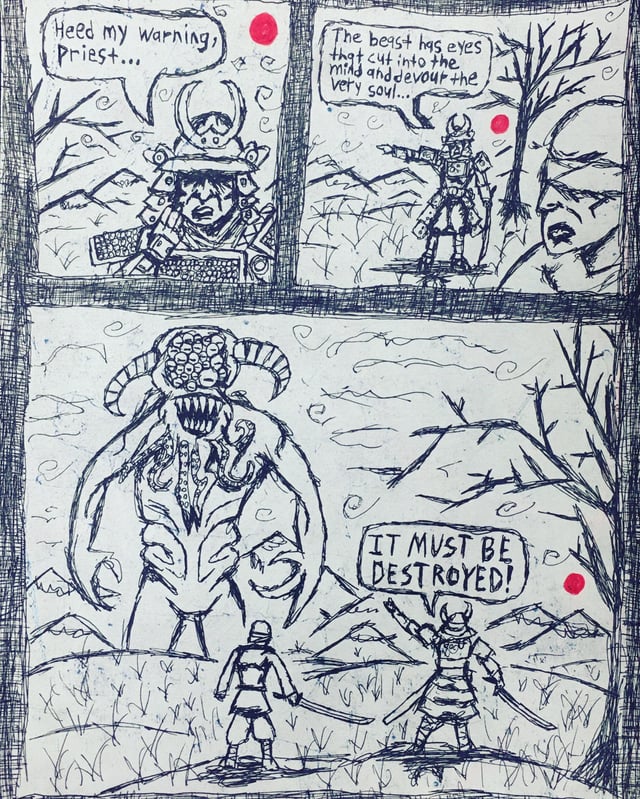 Heed my warning,
priest...
The beast has eyes
that cut into the
mind and devour the
very soul...
IT MUST BE
DESTROYED!